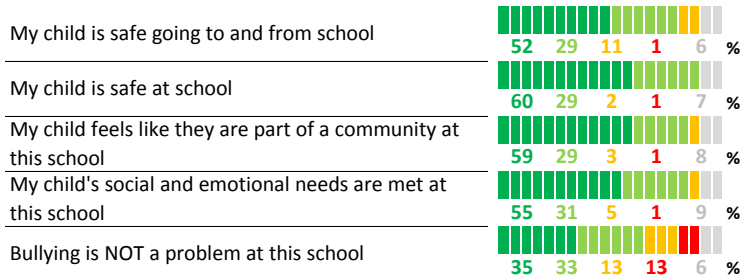 My child is safe going to and from school
52 29 11 1 6 %
My child is safe at school
60 29 2 1 7 %
My child feels like they are part of a community at
this school
59 29 3 1 8 %
My child's social and emotional needs are met at
this school
55 31 5 1 9 %
Bullying is NOT a problem at this school
35 33 13 13 6 %